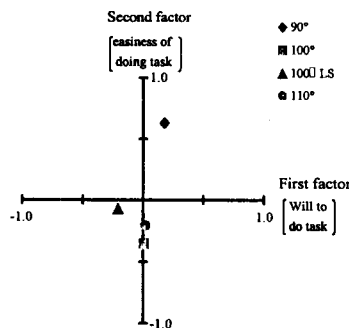 Second factor
easiness of
doing task
1.0
90°
100°
100 LS
110°
First factor
-1.0
1.0
Will to
do task
-1.0